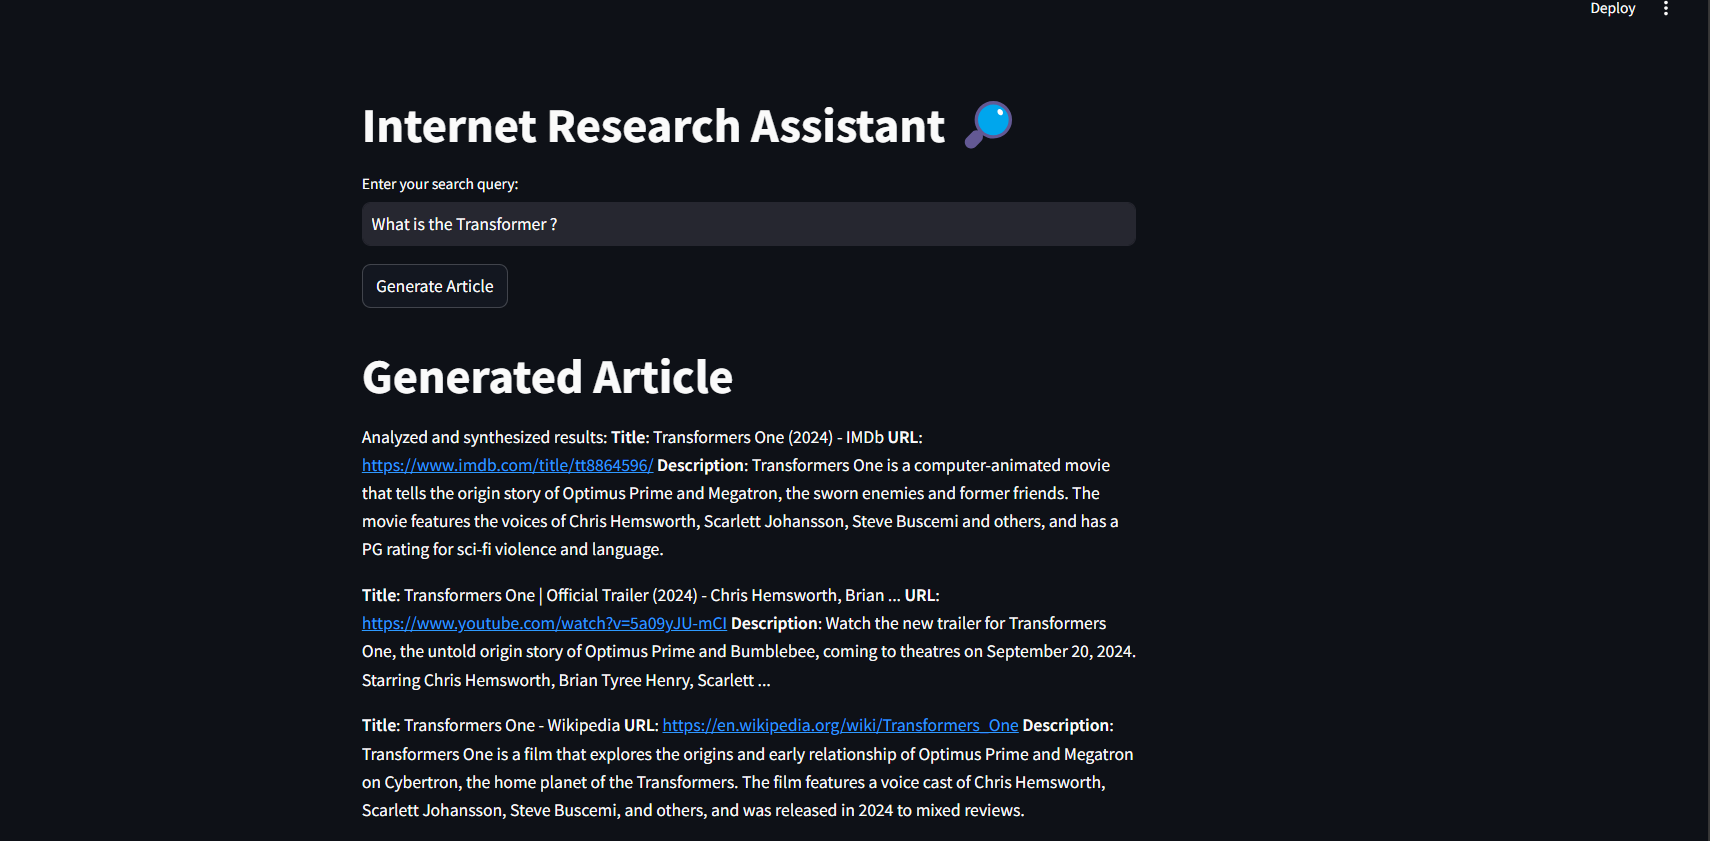 Deploy
Internet Research Assistant
Enter your search query:
What is the Transformer ?
Generate Article
Generated Article
Analyzed and synthesized results: Title: Transformers One (2024) - IMDb URL:
https://www.imdb.com/title/tt8864596/ Description: Transformers One is a computer-animated movie
that tells the origin story of Optimus Prime and Megatron, the sworn enemies and former friends. The
movie features the voices of Chris Hemsworth, Scarlett Johansson, Steve Buscemi and others, and has a
PG rating for sci-fi violence and language.
Title: Transformers One | Official Trailer (2024) - Chris Hemsworth, Brian ... URL:
https://www.youtube.com/watch?v=5a09yJU-mCI Description: Watch the new trailer for Transformers
One, the untold origin story of Optimus Prime and Bumblebee, coming to theatres on September 20, 2024.
Starring Chris Hemsworth, Brian Tyree Henry, Scarlett ...
Title: Transformers One - Wikipedia URL: https://en.wikipedia.org/wiki/Transformers_One Description:
Transformers One is a film that explores the origins and early relationship of Optimus Prime and Megatron
on Cybertron, the home planet of the Transformers. The film features a voice cast of Chris Hemsworth,
Scarlett Johansson, Steve Buscemi, and others, and was released in 2024 to mixed reviews.